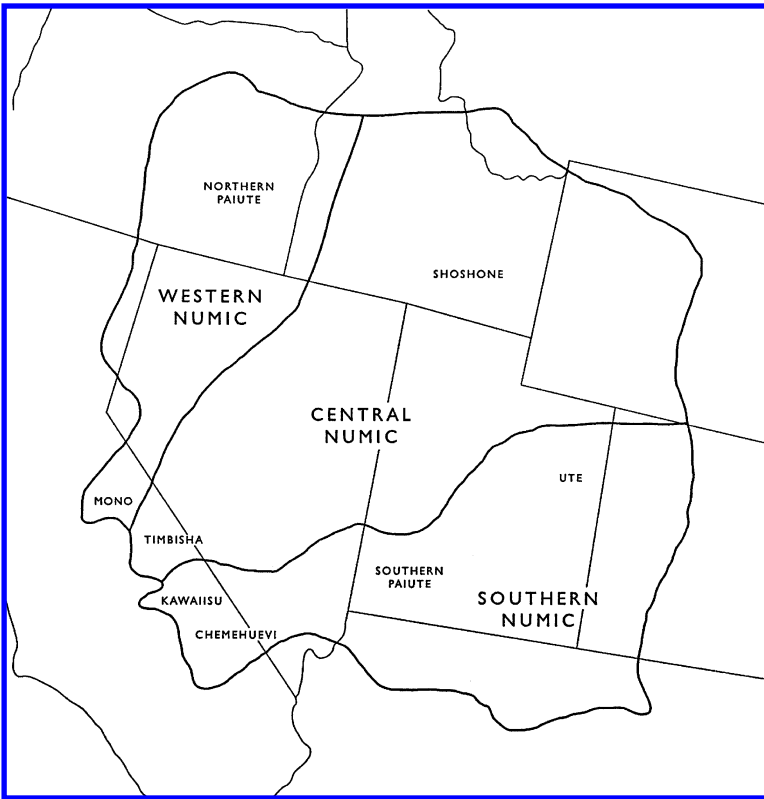 NORTHERN
PAIUTE
SHOSHONE
WESTERN
NUMIC
CENTRAL
NUMIC
UTE
MONO
TIMBISHA
SOUTHERN
PAIUTE
KAWAIISU
SOUTHERN
NUMIC
CHEMEHUEVI